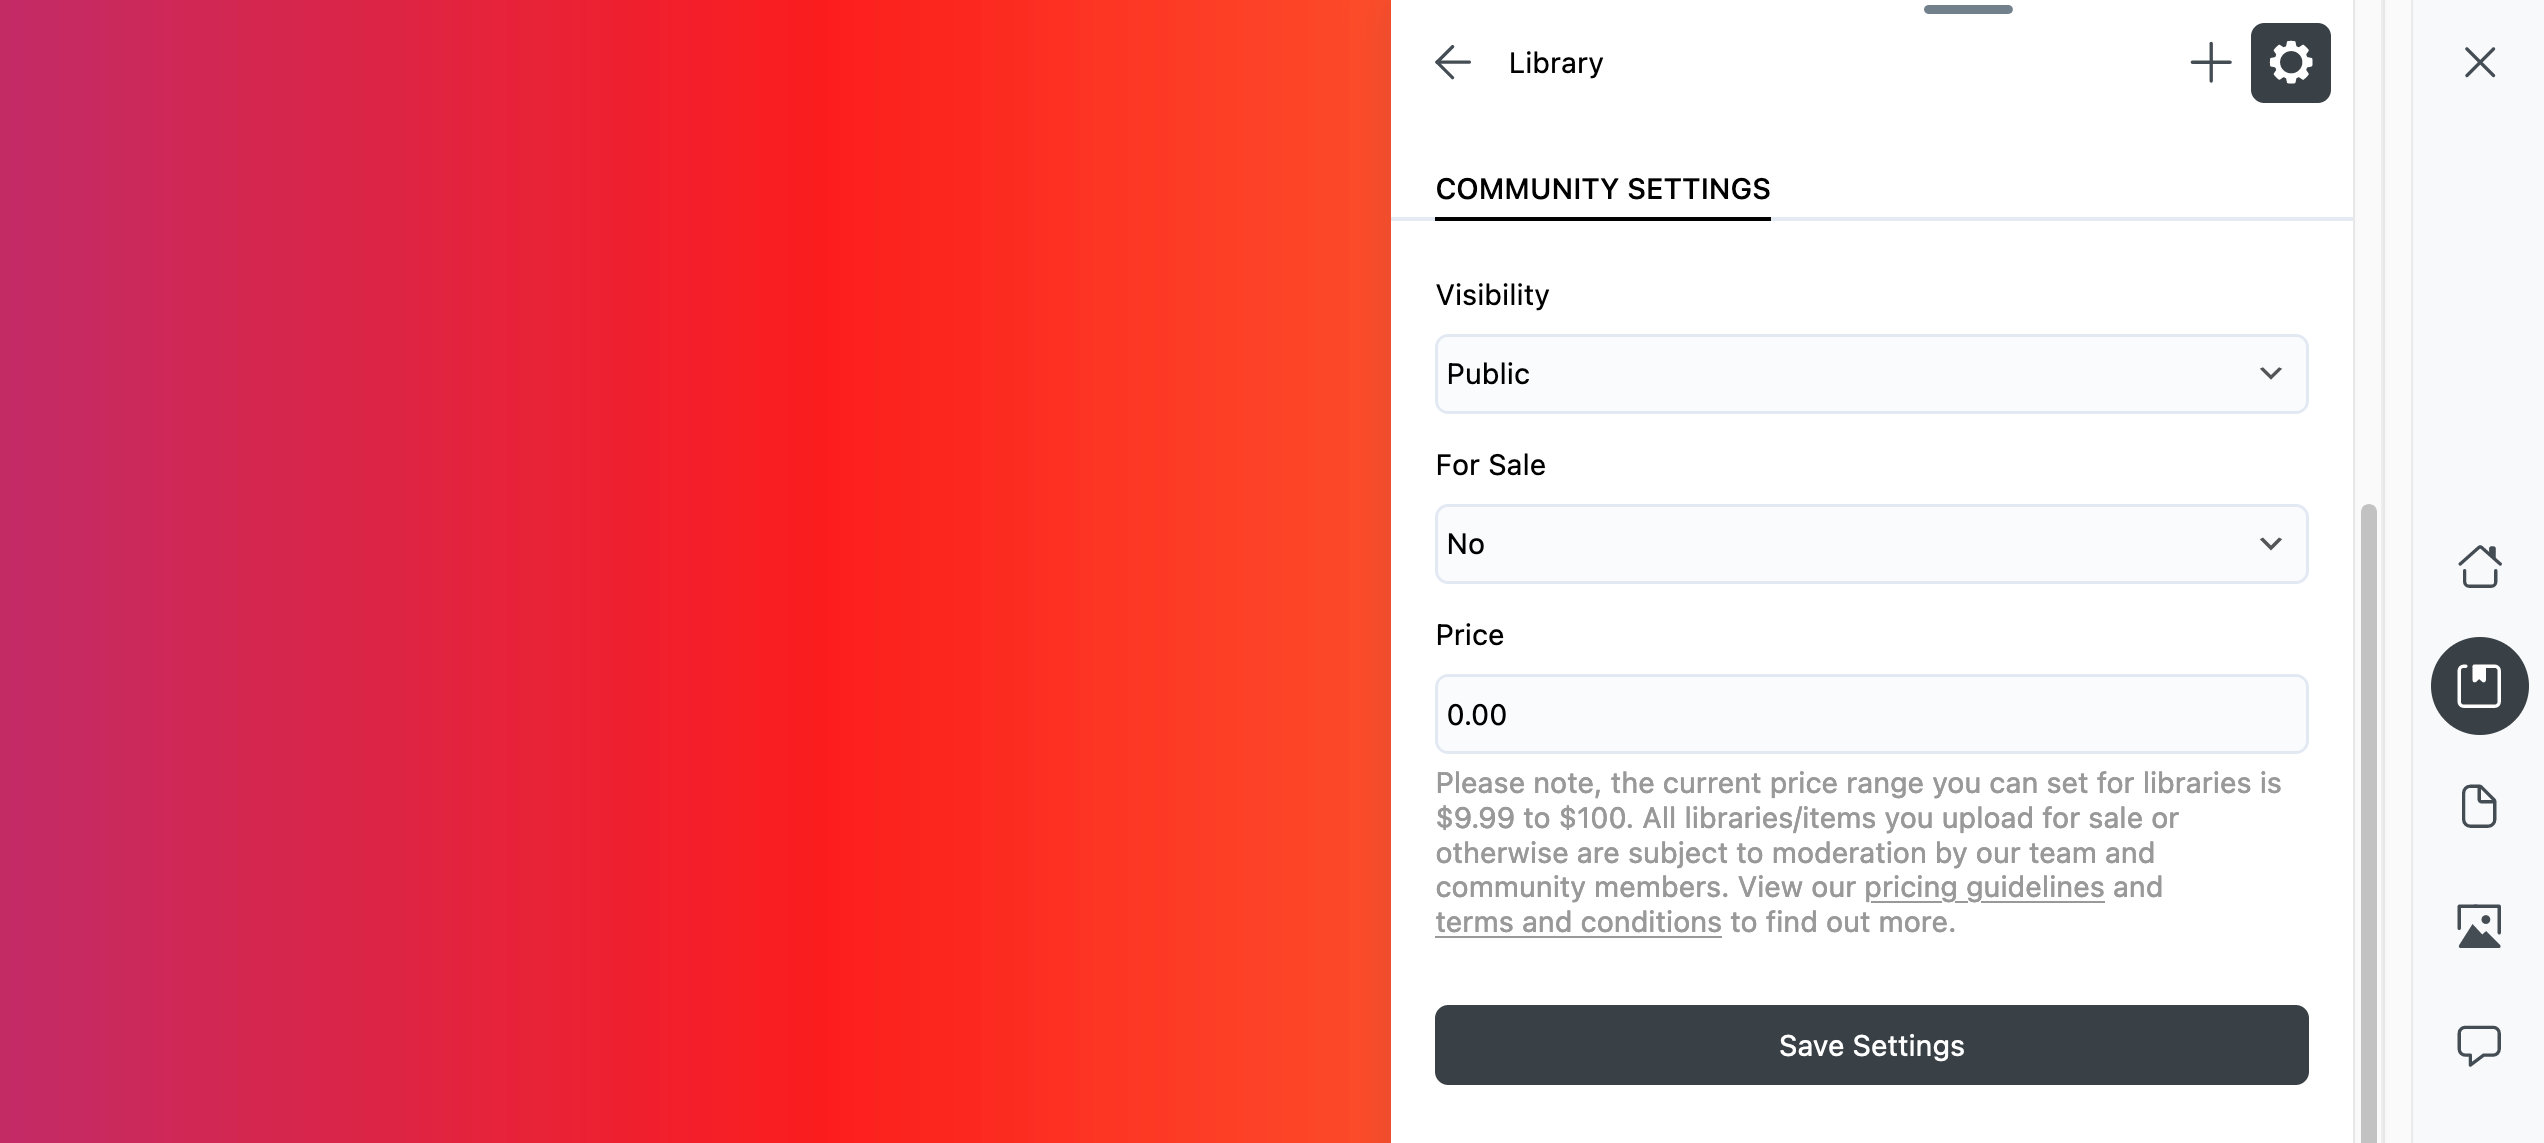 Library
COMMUNITY SETTINGS
Visibility
Public
For Sale
No
Price
0.00
Please note, the current price range you can set for libraries is
$9.99 to $100. All libraries/items you upload for sale or
otherwise are subject to moderation by our team and
community members. View our pricing guidelines and
terms and conditions to find out more.
Save Settings